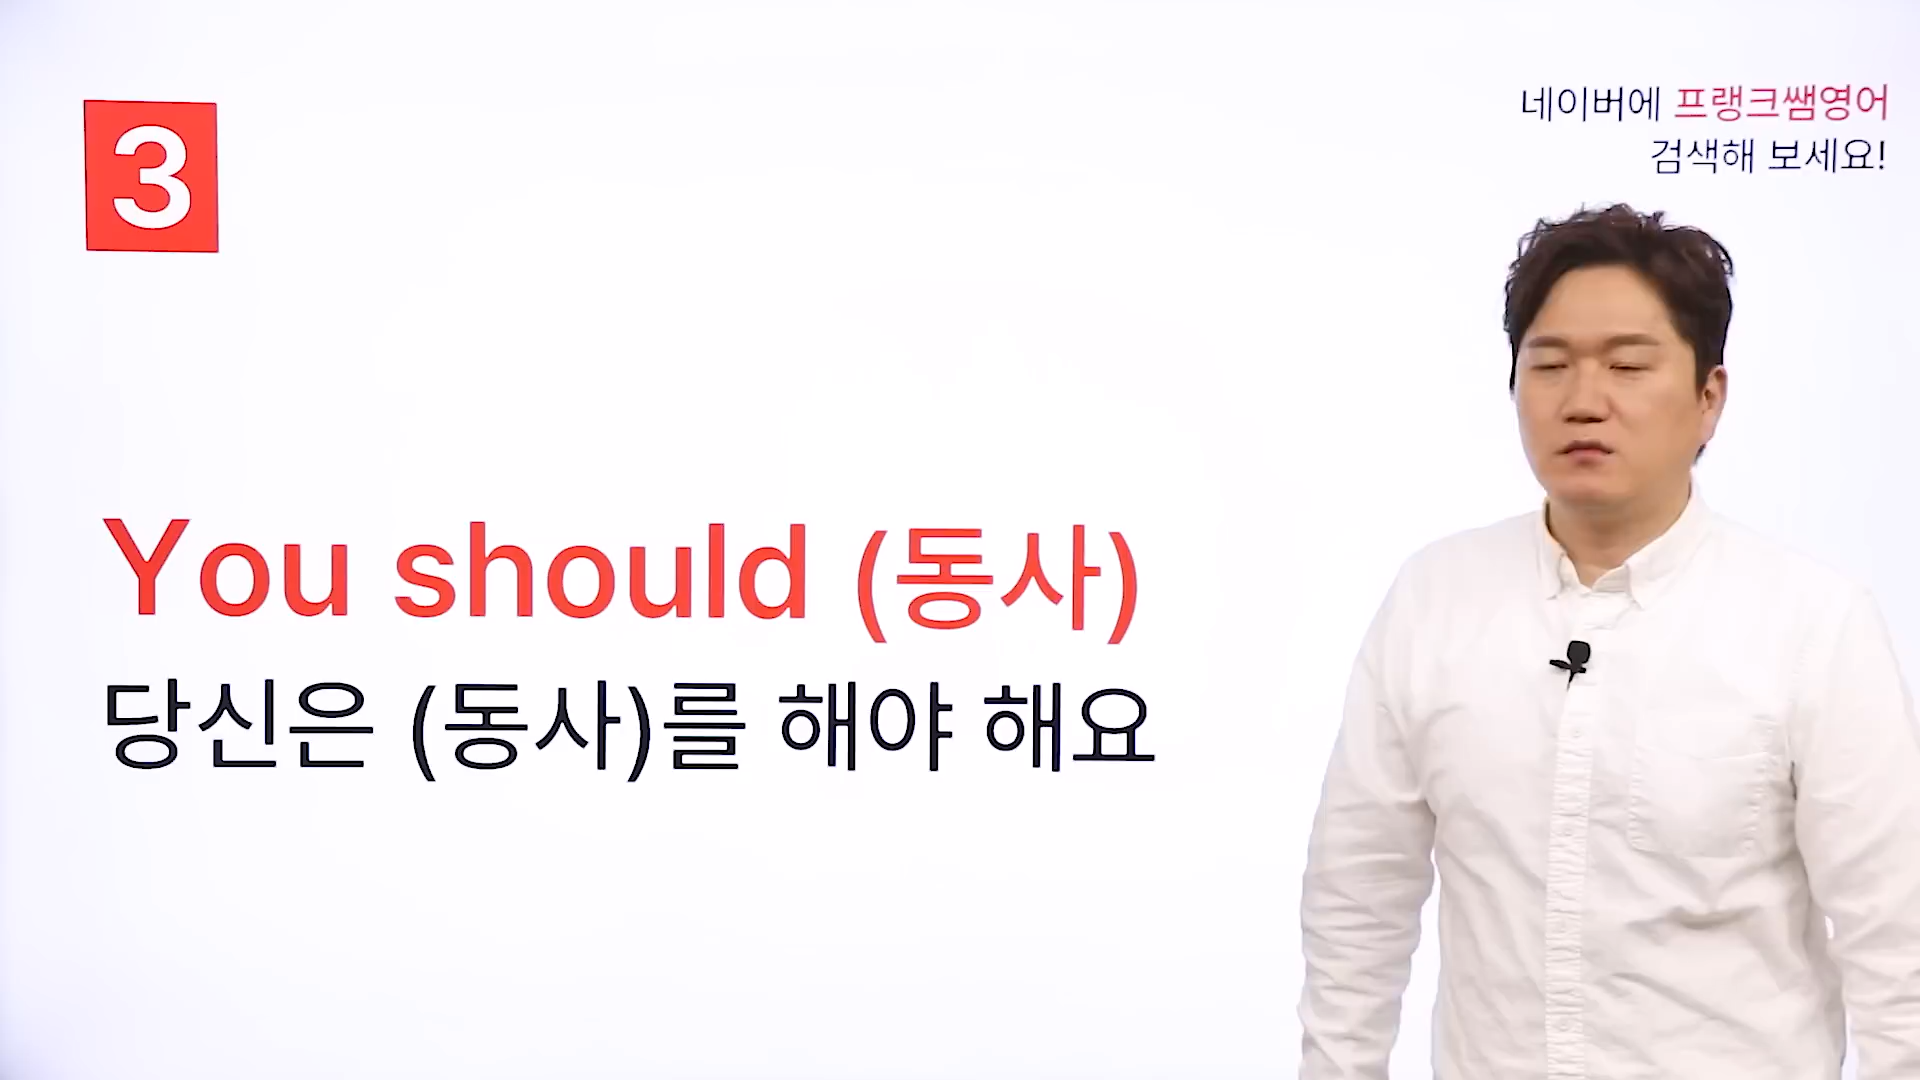 3
네이버에 프랭크쌤영어
검색해 보세요!
You should (동사)
당신은 (동사)를 해야 해요